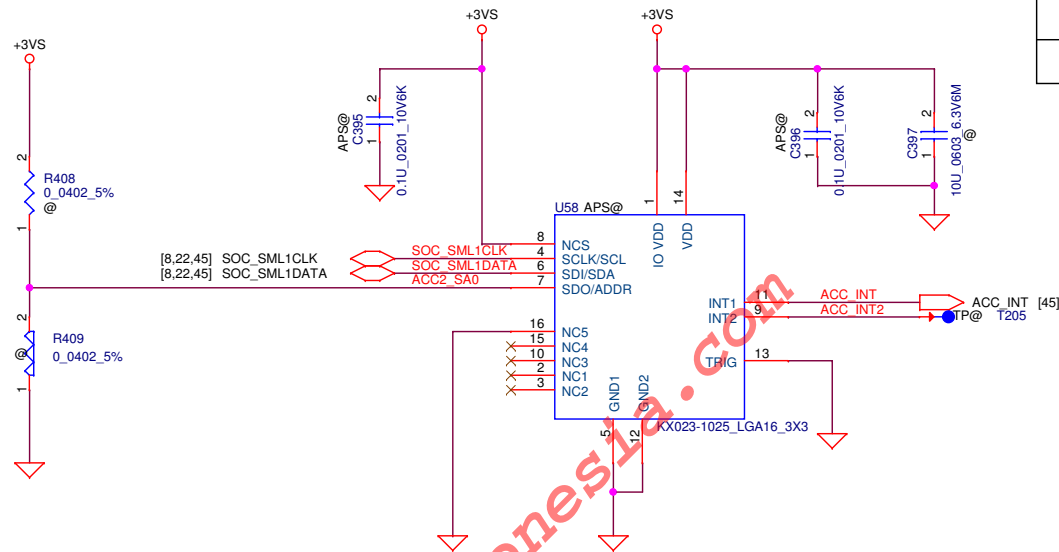 +3VS
+3VS
+3VS
2
1
APS@
C395
0.1U_0201_10V6K
2
1
APS@
C396
0.1U_0201_10V6K
2
1
C397
10U_0603_6.3V6M
@
2
R408
0_0402_5%
@
1
U58 APS@
1
IO VDD
14
VDD
8
NCS
[8,22,45] SOC_SML1CLK
SOC_SML1CLK
4
SCLK/SCL
[8,22,45] SOC_SML1DATA
SOC_SML1DATA
6
SDI/SDA
ACC2_SA0
7
SDO/ADDR
INT1
11
ACC_INT
ACC_INT [45]
INT2
9
ACC_INT2
TP@ T205
2
R409
@
0_0402_5%
1
16
NC5
15
NC4
10
NC3
2
NC1
3
NC2
TRIG
13
GND1
5
GND2
12
KX023-1025_LGA16_3X3
onesia.com